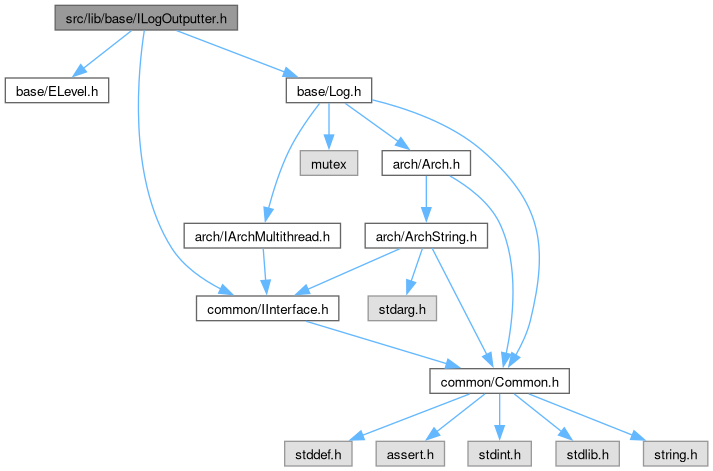 src/lib/base/ILogOutputter.h
base/ELevel.h
base/Log.h
mutex
arch/Arch.h
arch/IArchMultithread.h
arch/ArchString.h
common/IInterface.h
stdarg.h
common/Common.h
stddef.h
assert.h
stdint.h
stdlib.h
string.h